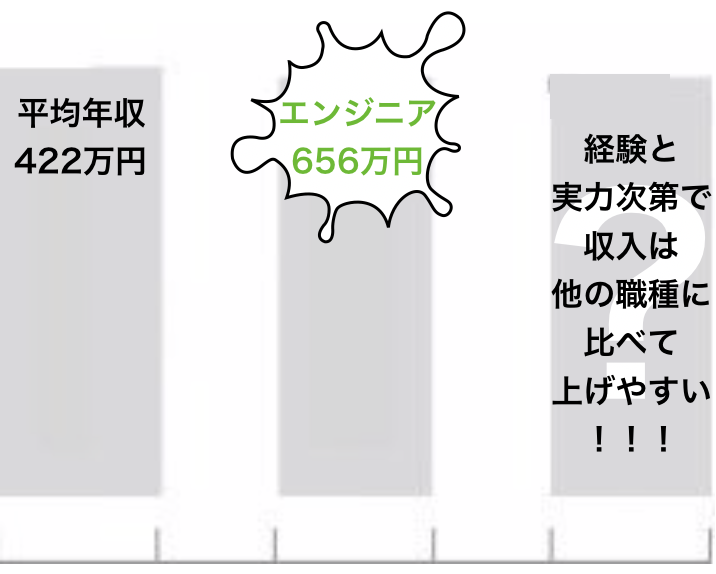 平均年収
422万円
エンジニア
656万円
?
経験と
実力次第で
収入は
他の職種に
比べて
上げやすい
！！！